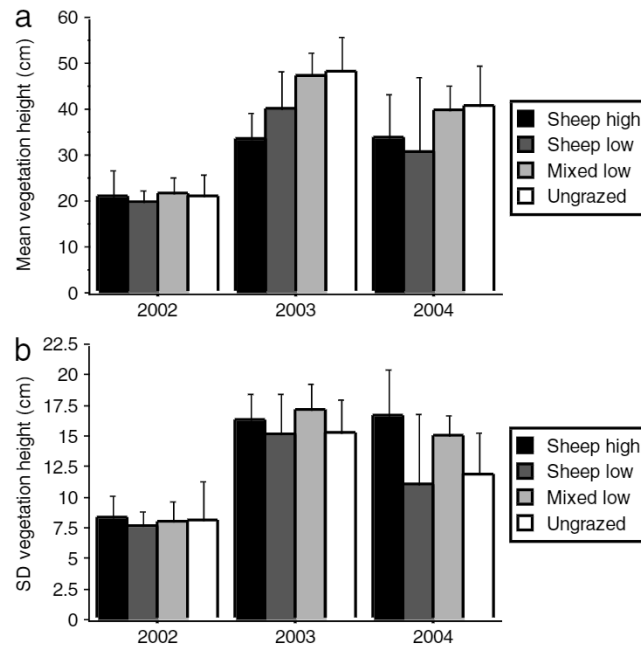 a
Mean vegetation height (cm)
60
50
40
30
20
10
0
2002 2003 2004
Sheep high
Sheep low
Mixed low
Ungrazed
b
SD vegetation height (cm)
22.5
20
17.5
15
12.5
10
7.5
5
2.5
0
2002 2003 2004
Sheep high
Sheep low
Mixed low
Ungrazed